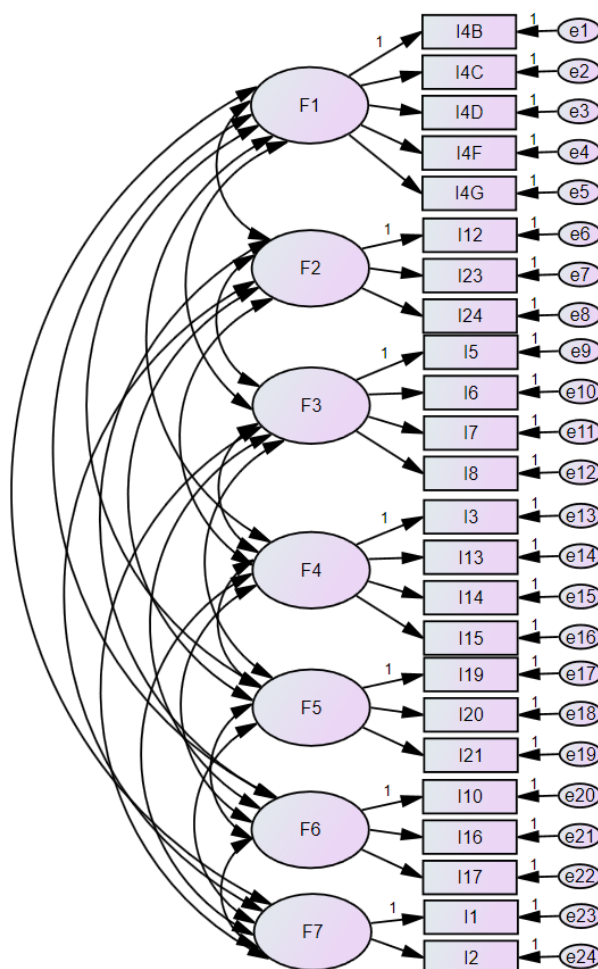 1 I4B 1 e1
F1 I4C 1 e2
I4D 1 e3
I4F 1 e4
I4G 1 e5
1 I12 1 e6
F2 I23 1 e7
I24 1 e8
1 I5 1 e9
F3 I6 1 e10
I7 1 e11
I8 1 e12
1 I3 1 e13
F4 I13 1 e14
I14 1 e15
I15 1 e16
1 I19 1 e17
F5 I20 1 e18
I21 1 e19
1 I10 1 e20
F6 I16 1 e21
I17 1 e22
1 I1 1 e23
F7 I2 1 e24